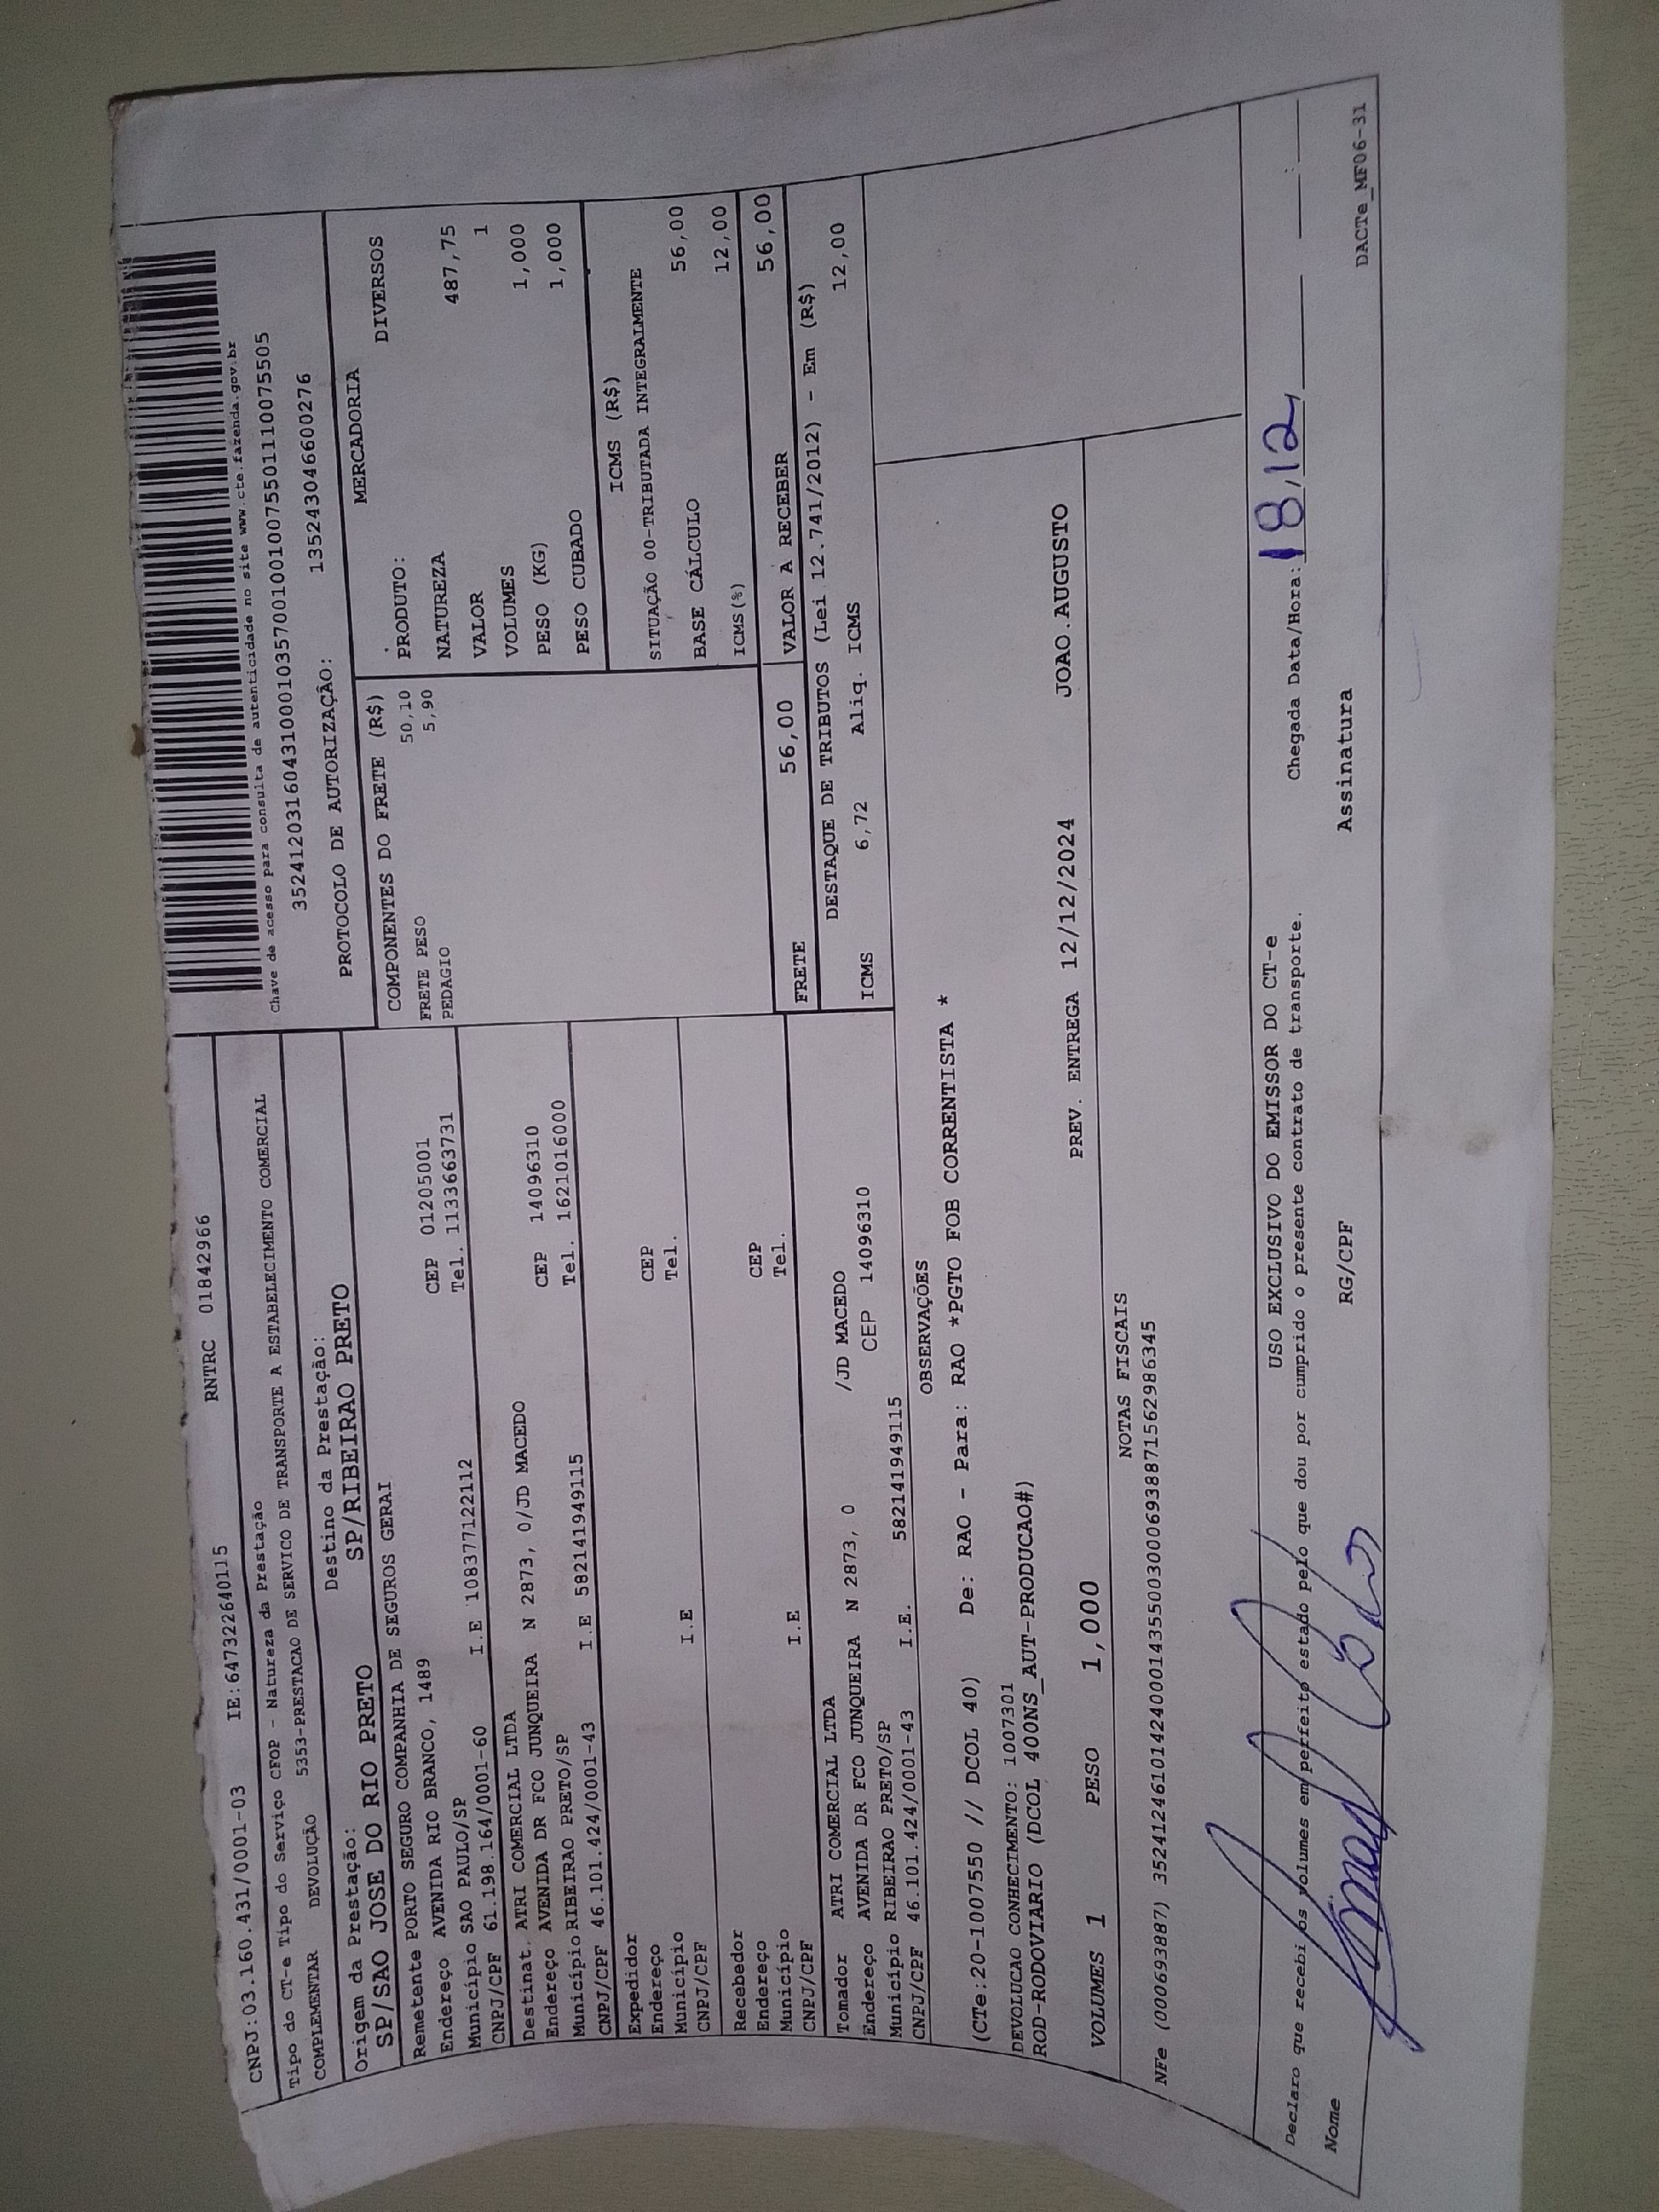 CNPJ:03.160.431/0001-03 IE:647322640115 RNTRC 01842966
Tipo do CT-e Tipo do Serviço CFOP - Natureza da Prestação
COMPLEMENTAR DEVOLUÇÃO 5353-PRESTACAO DE SERVICO DE TRANSPORTE A ESTABELECIMENTO COMERCIAL
Origem da Prestação: Destino da Prestação:
SP/SAO JOSE DO RIO PRETO SP/RIBEIRAO PRETO
Chave de acesso para consulta de autenticidade no site www.cte.fazenda.gov.br
35241203160431000103570010010075501110075505
PROTOCOLO DE AUTORIZAÇÃO: 135243046600276
Remetente PORTO SEGURO COMPANHIA DE SEGUROS GERAI
Endereço AVENIDA RIO BRANCO, 1489 CEP 01205001
Município SAO PAULO/SP Tel. 1133663731
CNPJ/CPF 61.198.164/0001-60 I.E 108377122112
Destinat. ATRI COMERCIAL LTDA
Endereço AVENIDA DR FCO JUNQUEIRA N 2873, 0/JD MACEDO CEP 14096310
Município RIBEIRAO PRETO/SP Tel. 1621016000
CNPJ/CPF 46.101.424/0001-43 I.E 582141949115
Expedidor
Endereço CEP
Município Tel.
CNPJ/CPF I.E
Recebedor
Endereço CEP
Município Tel.
CNPJ/CPF I.E
Tomador ATRI COMERCIAL LTDA
Endereço AVENIDA DR FCO JUNQUEIRA N 2873, 0 /JD MACEDO
Município RIBEIRAO PRETO/SP CEP 14096310
CNPJ/CPF 46.101.424/0001-43 I.E. 582141949115
COMPONENTES DO FRETE (R$)
FRETE PESO 50,10
PEDAGIO 5,90
MERCADORIA
PRODUTO: DIVERSOS
NATUREZA
VALOR 487,75
VOLUMES 1
PESO (KG) 1,000
PESO CUBADO 1,000
ICMS (R$)
SITUAÇÃO 00-TRIBUTADA INTEGRALMENTE
BASE CÁLCULO 56,00
ICMS(%) 12,00
FRETE 56,00 VALOR A RECEBER 56,00
DESTAQUE DE TRIBUTOS (Lei 12.741/2012) - Em (R$)
ICMS 6,72 Aliq. ICMS 12,00
OBSERVAÇÕES
(CTe:20-1007550 // DCOL 40) De: RAO - Para: RAO *PGTO FOB CORRENTISTA *
DEVOLUCAO CONHECIMENTO: 1007301
ROD-RODOVIARIO (DCOL 400NS_AUT-PRODUCAO#)
VOLUMES 1 PESO 1,000 PREV. ENTREGA 12/12/2024 JOAO.AUGUSTO
NOTAS FISCAIS
NFe (000693887) 35241246101424000143550030006938871562986345
USO EXCLUSIVO DO EMISSOR DO CT-e
Declaro que recebi os volumes em perfeito estado pelo que dou por cumprido o presente contrato de transporte. Chegada Data/Hora: 18,12
Nome RG/CPF Assinatura
DACTe_MF06-31